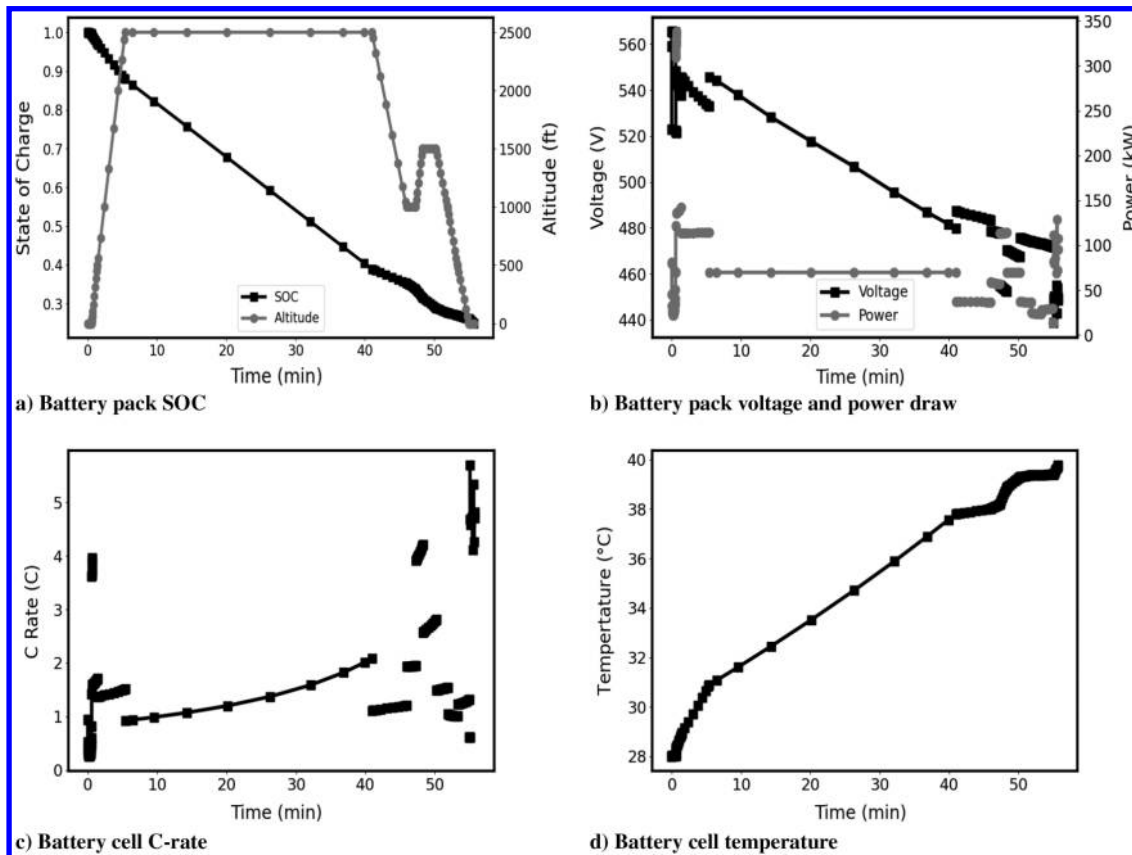 1.0
0.9
0.8
0.7
0.6
0.5
0.4
0.3
State of Charge
2500
2000
1500
1000
500
0
Altitude (ft)
SOC
Altitude
0 10 20 30 40 50
Time (min)
a) Battery pack SOC
560
540
520
500
480
460
440
Voltage (V)
350
300
250
200
150
100
50
0
Power (kW)
Voltage
Power
0 10 20 30 40 50
Time (min)
b) Battery pack voltage and power draw
5
4
3
2
1
0
C Rate (C)
0 10 20 30 40 50
Time (min)
c) Battery cell C-rate
40
38
36
34
32
30
28
Tempertature (°C)
0 10 20 30 40 50
Time (min)
d) Battery cell temperature